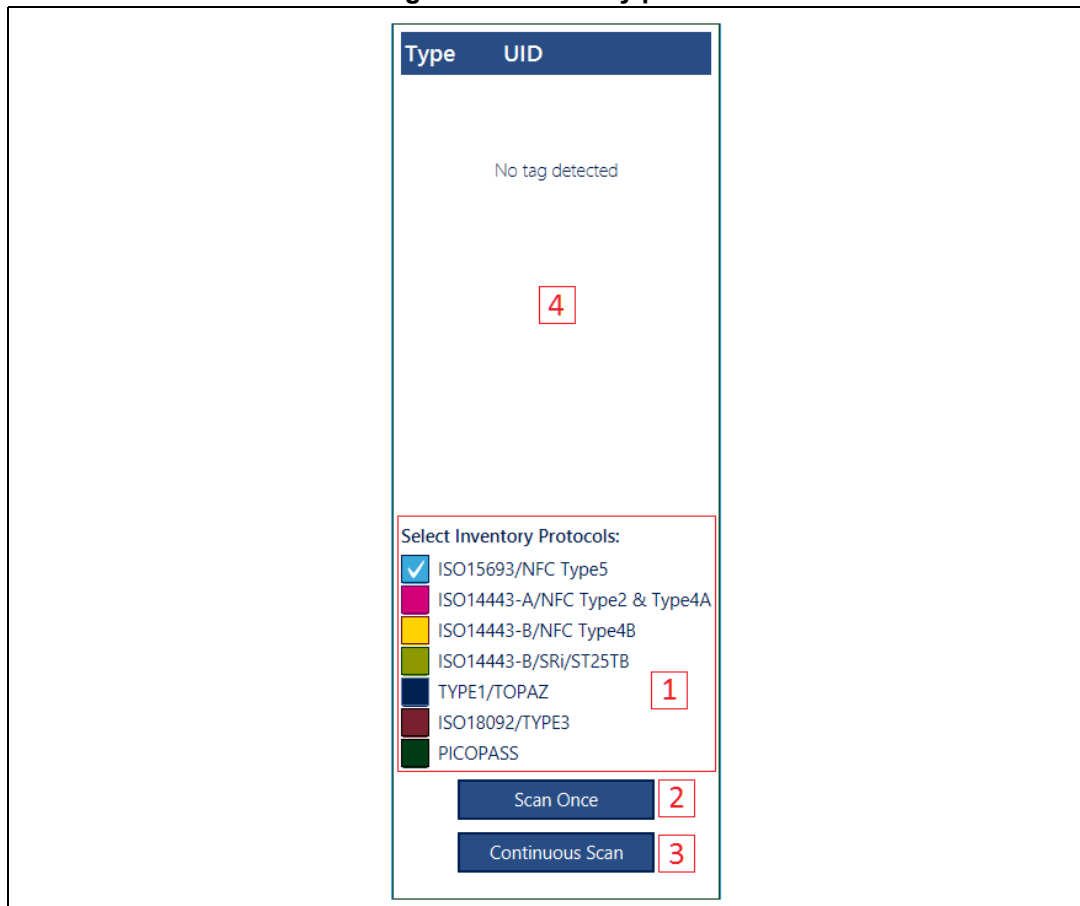 Type UID
No tag detected
4
Select Inventory Protocols:
ISO15693/NFC Type5
ISO14443-A/NFC Type2 & Type4A
ISO14443-B/NFC Type4B
ISO14443-B/SRi/ST25TB
TYPE1/TOPAZ
1
ISO18092/TYPE3
PICOPASS
Scan Once 2
Continuous Scan 3